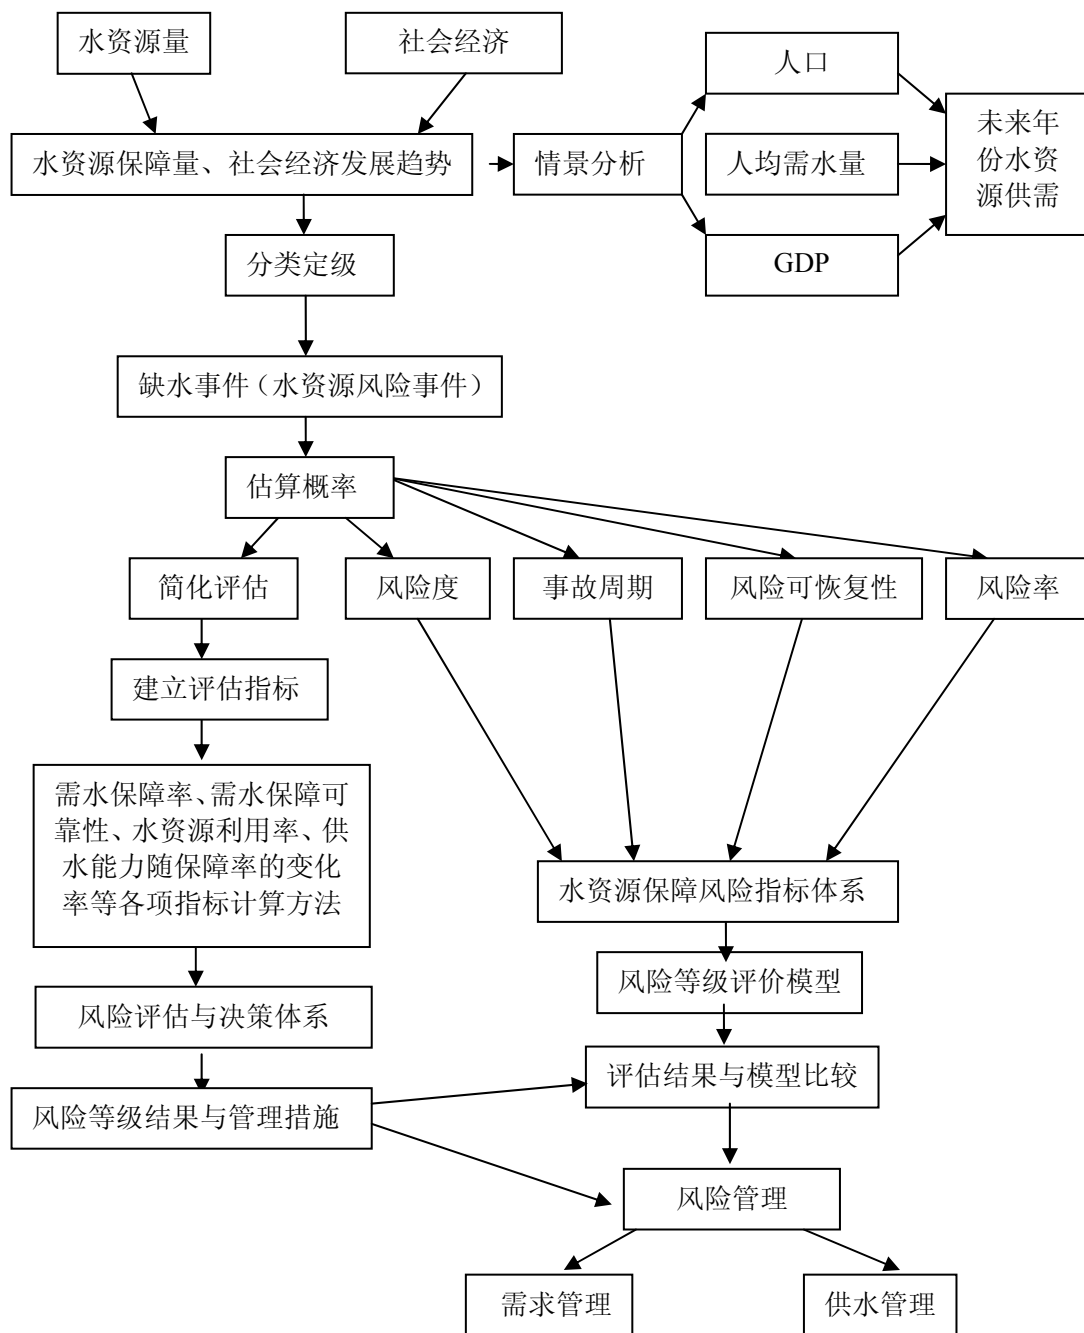 水资源量
社会经济
人口
未来年
份水资
源供需
水资源保障量、社会经济发展趋势
情景分析
人均需水量
分类定级
GDP
缺水事件（水资源风险事件）
估算概率
简化评估
风险度
事故周期
风险可恢复性
风险率
建立评估指标
需水保障率、需水保障可
靠性、水资源利用率、供
水能力随保障率的变化
率等各项指标计算方法
水资源保障风险指标体系
风险等级评价模型
风险评估与决策体系
评估结果与模型比较
风险等级结果与管理措施
风险管理
需求管理
供水管理